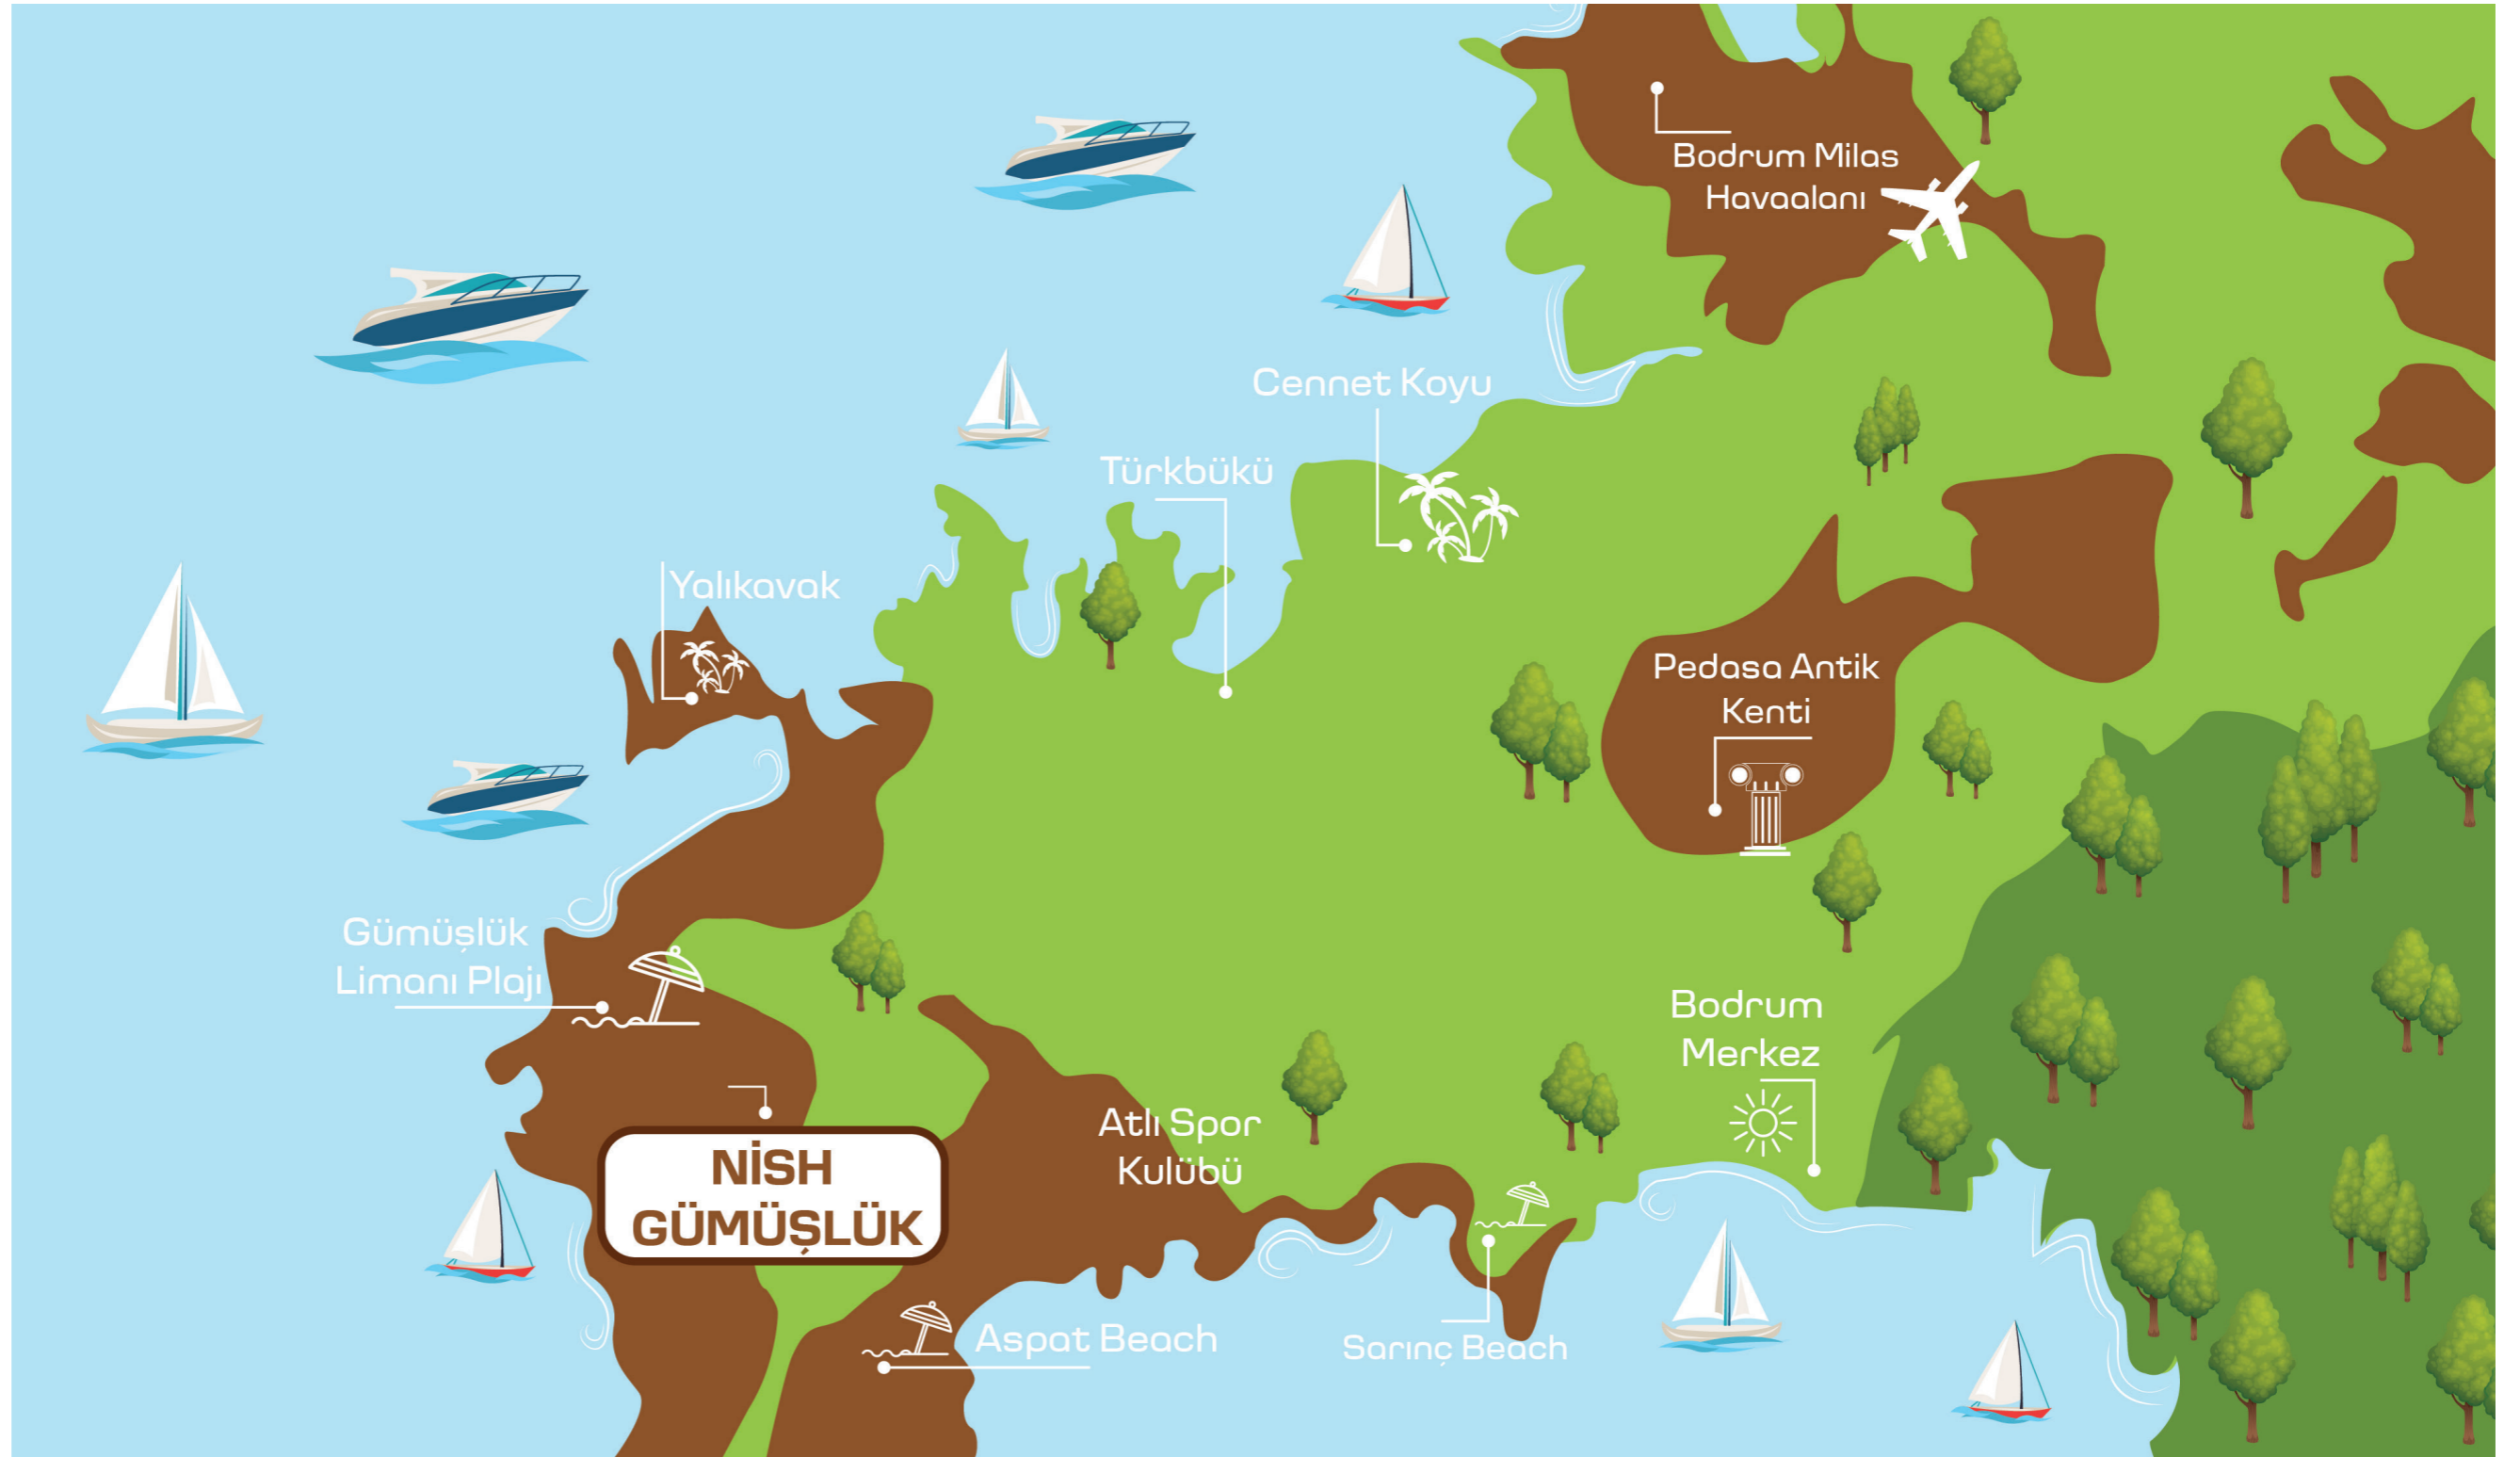 Bodrum Milas
Havaalanı
Cennet Koyu
Türkbükü
Yalıkavak
Pedasa Antik
Kenti
Gümüşlük
Limanı Plajı
Bodrum
Merkez
Atlı Spor
Kulübü
NİSH
GÜMÜŞLÜK
Aspat Beach
Sarınç Beach